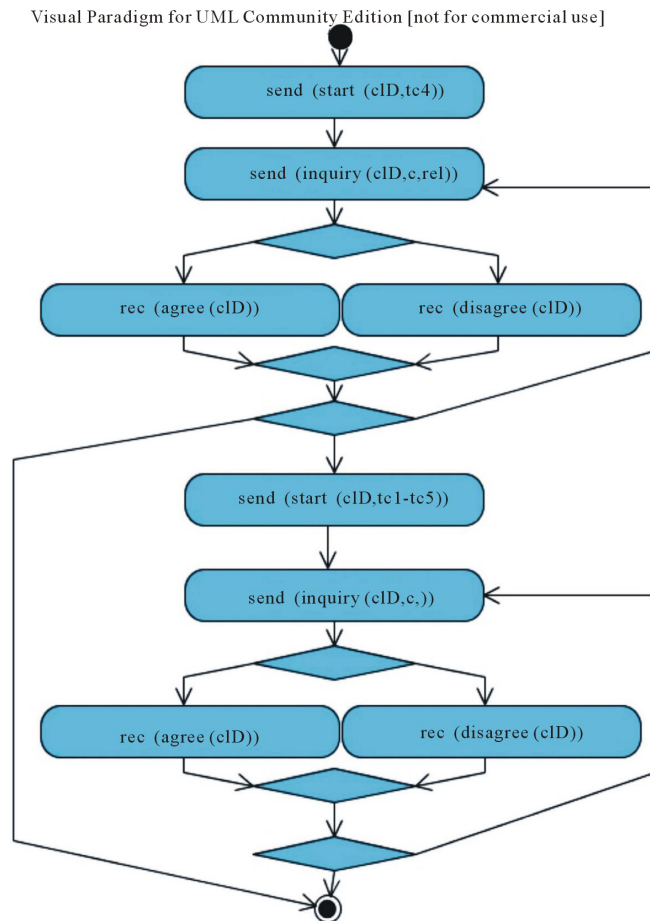 Visual Paradigm for UML Community Edition [not for commercial use]
send (start (clD,tc4))
send (inquiry (clD,c,rel))
rec (agree (clD))
rec (disagree (clD))
send (start (clD,tc1-tc5))
send (inquiry (clD,c,))
rec (agree (clD))
rec (disagree (clD))